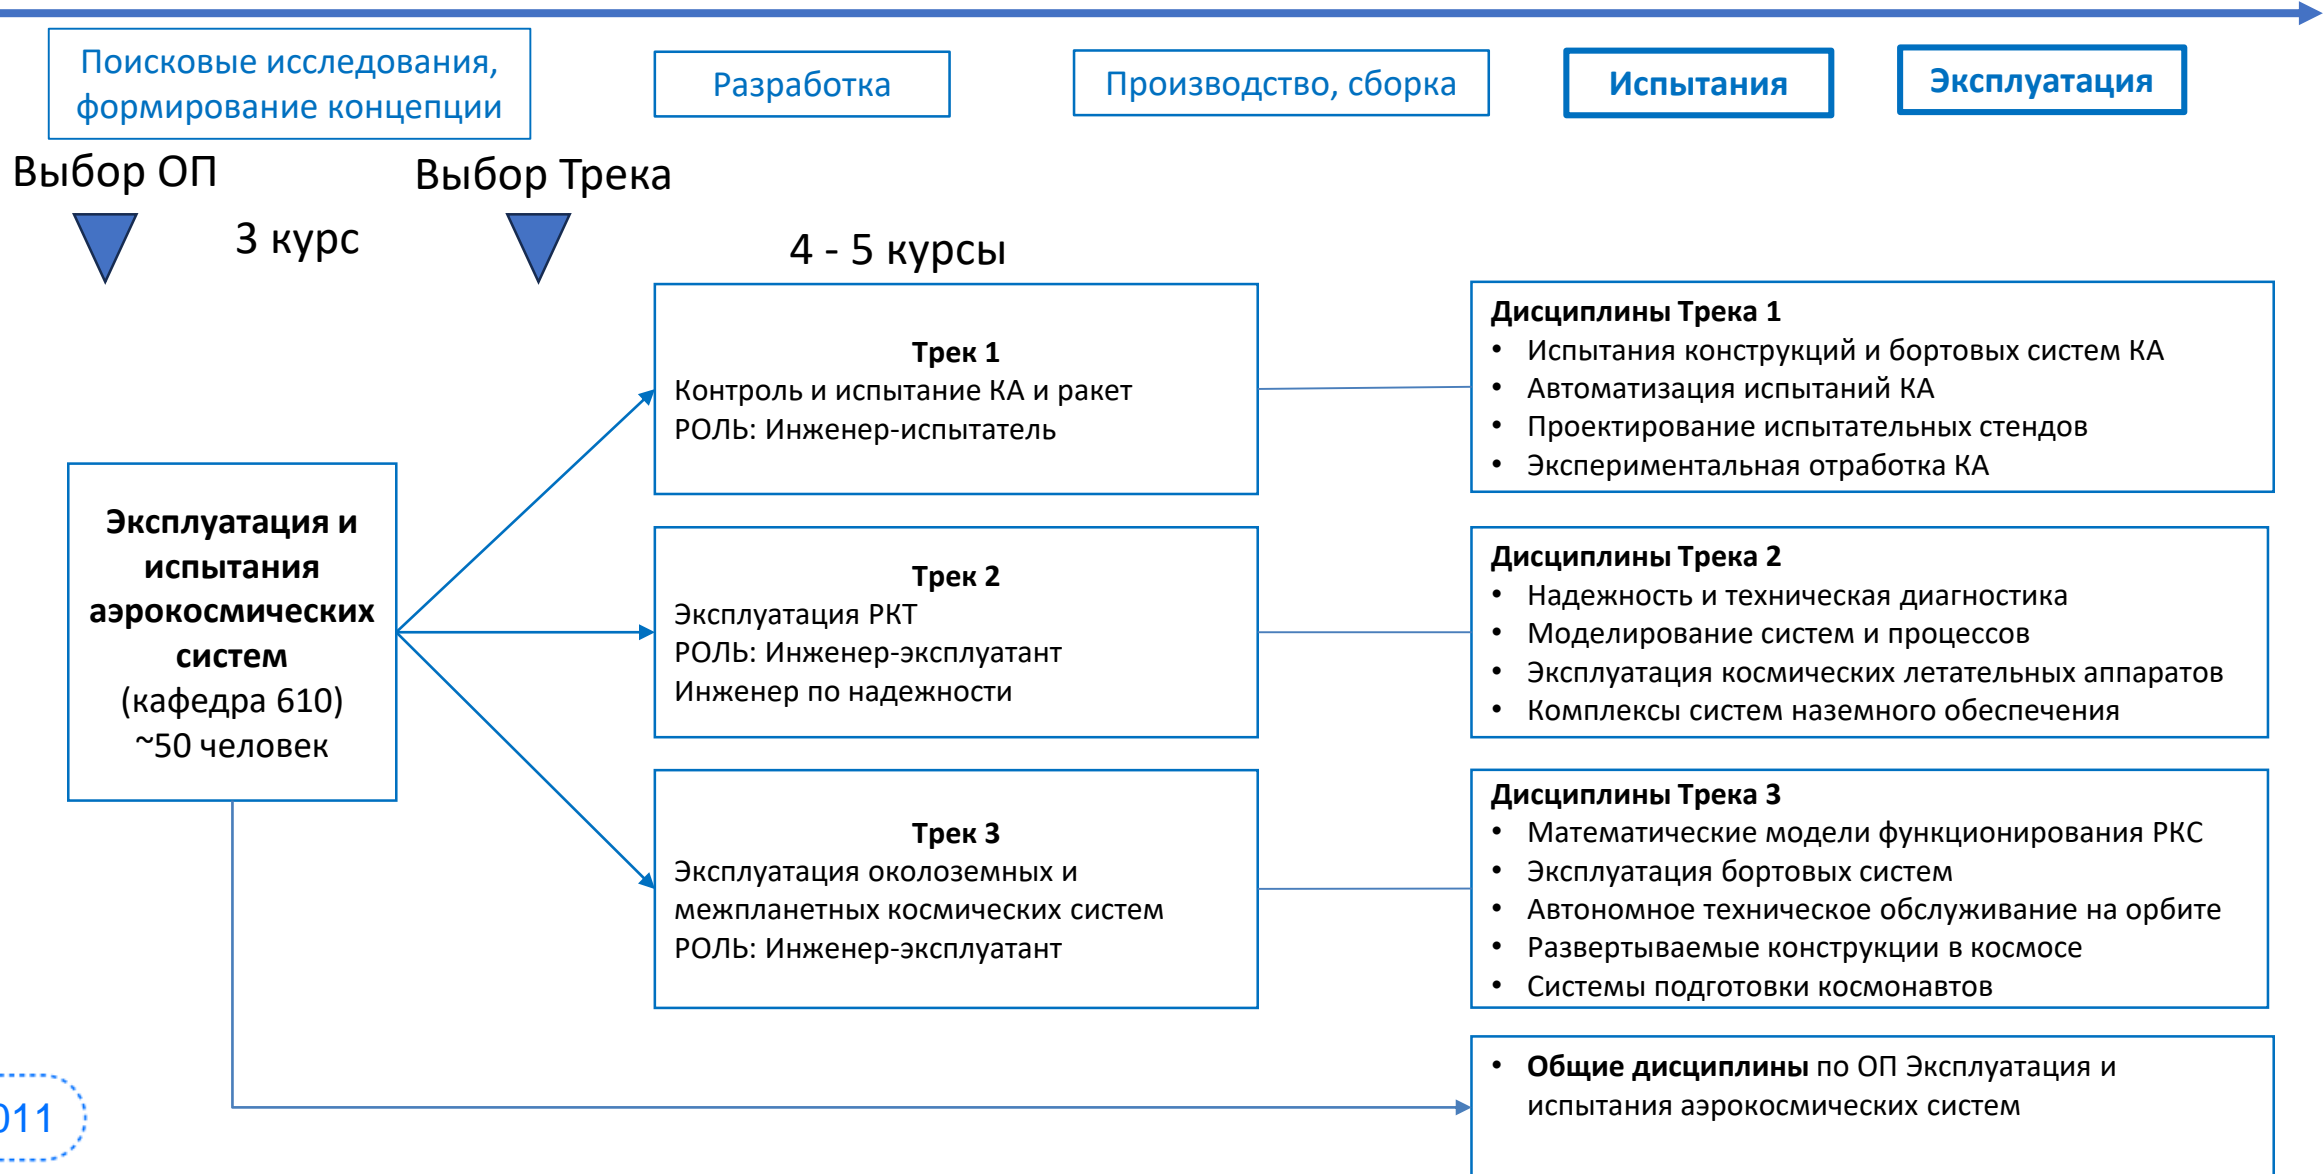 Поисковые исследования,
формирование концепции
Разработка
Производство, сборка
Испытания
Эксплуатация
Выбор ОП
Выбор Трека
3 курс
4 - 5 курсы
Эксплуатация и
испытания
аэрокосмических
систем
(кафедра 610)
~50 человек
Трек 1
Контроль и испытание КА и ракет
РОЛЬ: Инженер-испытатель
Дисциплины Трека 1
• Испытания конструкций и бортовых систем КА
• Автоматизация испытаний КА
• Проектирование испытательных стендов
• Экспериментальная отработка КА
Трек 2
Эксплуатация РКТ
РОЛЬ: Инженер-эксплуатант
Инженер по надежности
Дисциплины Трека 2
• Надежность и техническая диагностика
• Моделирование систем и процессов
• Эксплуатация космических летательных аппаратов
• Комплексы систем наземного обеспечения
Трек 3
Эксплуатация околоземных и
межпланетных космических систем
РОЛЬ: Инженер-эксплуатант
Дисциплины Трека 3
• Математические модели функционирования РКС
• Эксплуатация бортовых систем
• Автономное техническое обслуживание на орбите
• Развертываемые конструкции в космосе
• Системы подготовки космонавтов
• Общие дисциплины по ОП Эксплуатация и
испытания аэрокосмических систем
011